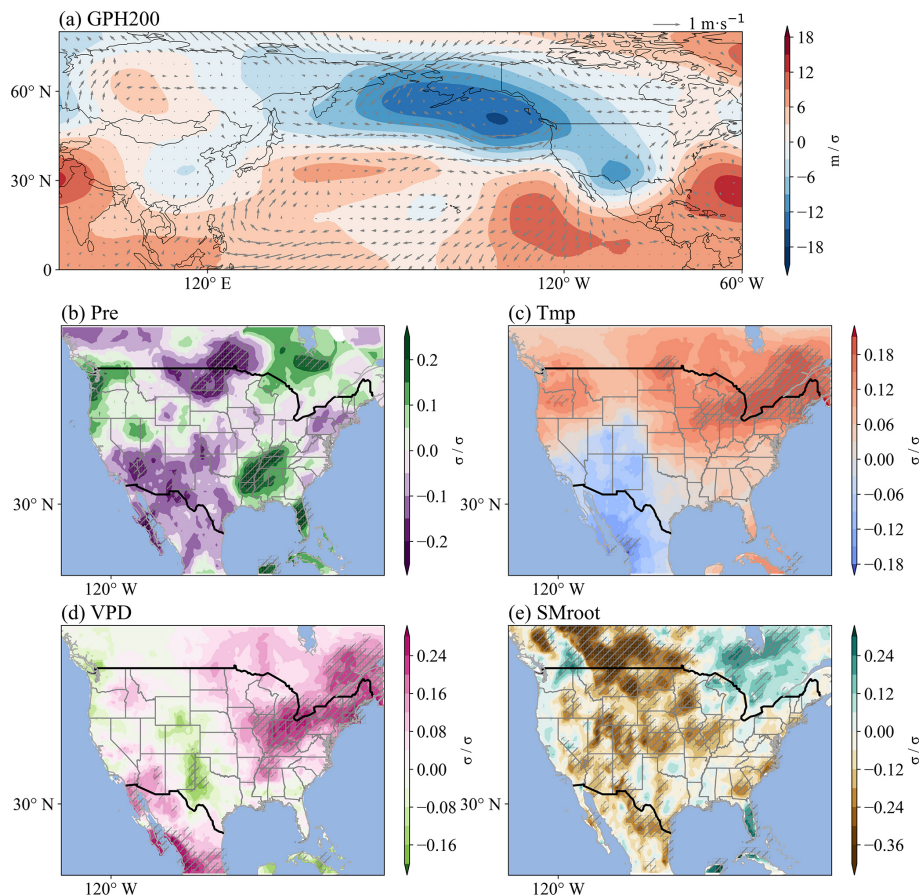 (a) GPH200
1 m·s⁻¹
60° N
30° N
0
120° E
120° W
60° W
18
12
6
0
−6
−12
−18
m / σ
(b) Pre
30° N
120° W
0.2
0.1
0.0
−0.1
−0.2
σ / σ
(c) Tmp
30° N
120° W
0.18
0.12
0.06
0.00
−0.06
−0.12
−0.18
σ / σ
(d) VPD
30° N
120° W
0.24
0.16
0.08
0.00
−0.08
−0.16
σ / σ
(e) SMroot
30° N
120° W
0.24
0.12
0.00
−0.12
−0.24
−0.36
σ / σ